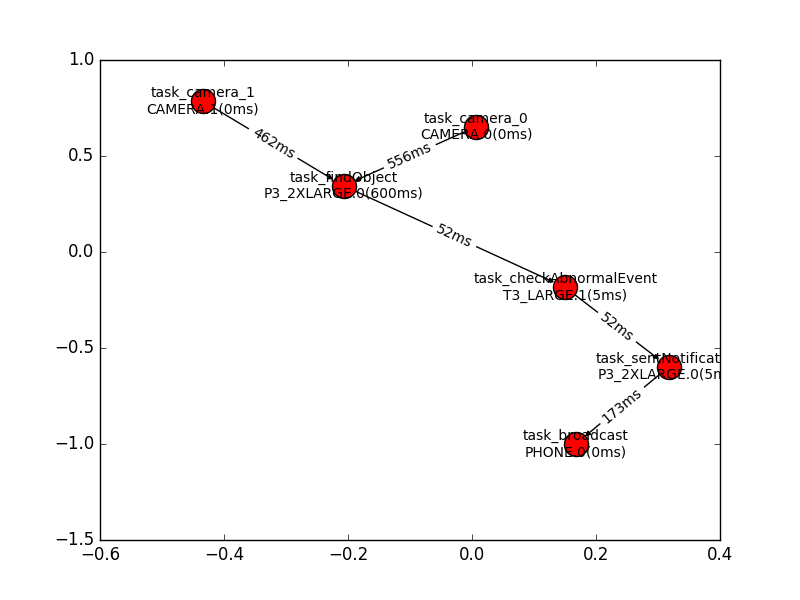 1.0
0.5
0.0
−0.5
−1.0
−1.5
−0.6
−0.4
−0.2
0.0
0.2
0.4
task_camera_1
CAMERA.1(0ms)
task_camera_0
CAMERA.0(0ms)
462ms
556ms
task_findObject
P3_2XLARGE.0(600ms)
52ms
task_checkAbnormalEvent
T3_LARGE.1(5ms)
52ms
task_sentNotificat
P3_2XLARGE.0(5m
173ms
task_broadcast
PHONE.0(0ms)